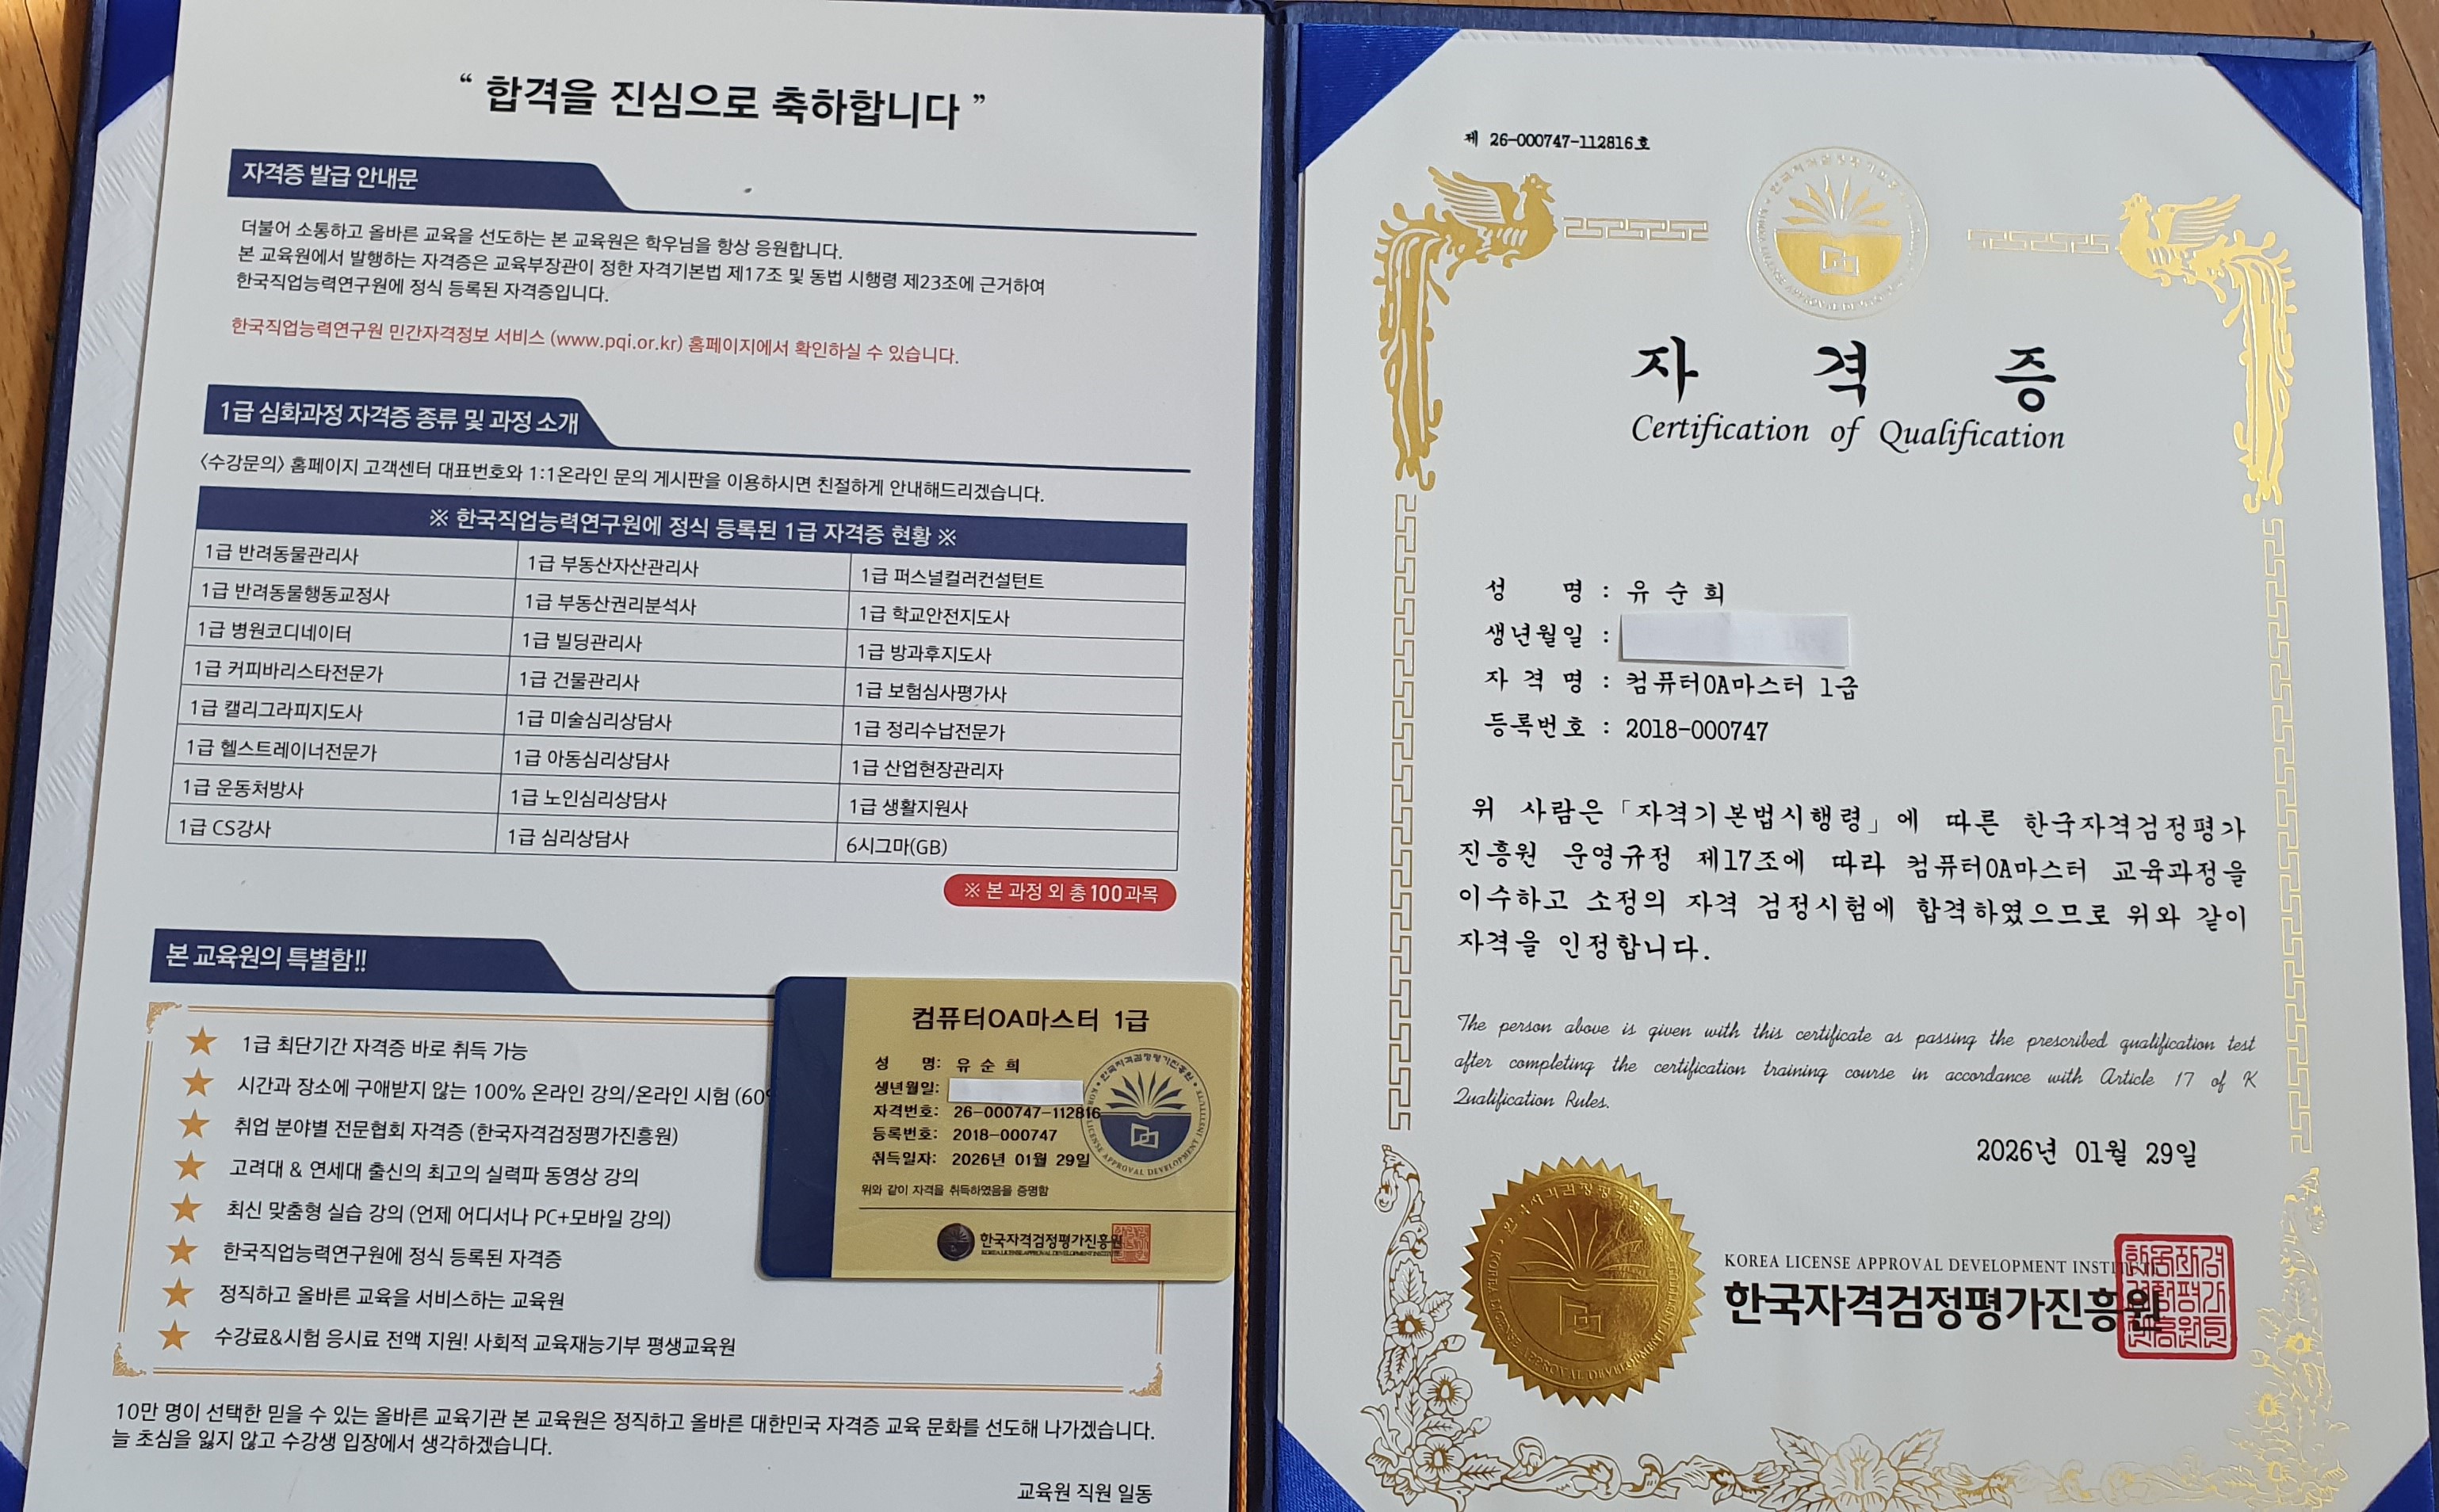 “ 합격을 진심으로 축하합니다 ”
자격증 발급 안내문
더불어 소통하고 올바른 교육을 선도하는 본 교육원은 학우님을 항상 응원합니다.
본 교육원에서 발행하는 자격증은 교육부장관이 정한 자격기본법 제17조 및 동법 시행령 제23조에 근거하여
한국직업능력연구원에 정식 등록된 자격증입니다.
한국직업능력연구원 민간자격정보 서비스 (www.pqi.or.kr) 홈페이지에서 확인하실 수 있습니다.
1급 심화과정 자격증 종류 및 과정 소개
<수강문의> 홈페이지 고객센터 대표번호와 1:1온라인 문의 게시판을 이용하시면 친절하게 안내해드리겠습니다.
※ 한국직업능력연구원에 정식 등록된 1급 자격증 현황 ※
1급 반려동물관리사 1급 부동산자산관리사 1급 퍼스널컬러컨설턴트
1급 반려동물행동교정사 1급 부동산권리분석사 1급 학교안전지도사
1급 병원코디네이터 1급 빌딩관리사 1급 방과후지도사
1급 커피바리스타전문가 1급 건물관리사 1급 보험심사평가사
1급 캘리그라피지도사 1급 미술심리상담사 1급 정리수납전문가
1급 헬스트레이너전문가 1급 아동심리상담사 1급 산업현장관리자
1급 운동처방사 1급 노인심리상담사 1급 생활지원사
1급 CS강사 1급 심리상담사 6시그마(GB)
※ 본 과정 외 총 100과목
본 교육원의 특별함!!
1급 최단기간 자격증 바로 취득 가능
시간과 장소에 구애받지 않는 100% 온라인 강의/온라인 시험 (60%
취업 분야별 전문협회 자격증 (한국자격검정평가진흥원)
고려대 & 연세대 출신의 최고의 실력파 동영상 강의
최신 맞춤형 실습 강의 (언제 어디서나 PC+모바일 강의)
한국직업능력연구원에 정식 등록된 자격증
정직하고 올바른 교육을 서비스하는 교육원
수강료&시험 응시료 전액 지원! 사회적 교육재능기부 평생교육원
10만 명이 선택한 믿을 수 있는 올바른 교육기관 본 교육원은 정직하고 올바른 대한민국 자격증 교육 문화를 선도해 나가겠습니다.
늘 초심을 잃지 않고 수강생 입장에서 생각하겠습니다.
교육원 직원 일동
컴퓨터OA마스터 1급
성 명: 유 순 희
생년월일:
자격번호: 26-000747-112816
등록번호: 2018-000747
취득일자: 2026년 01월 29일
위와 같이 자격을 취득하였음을 증명함
한국자격검정평가진흥원
KOREA LICENSE APPROVAL DEVELOPMENT INSTITUTE
제 26-000747-112816호
자 격 증
Certification of Qualification
성 명 : 유 순 희
생년월일 :
자 격 명 : 컴퓨터OA마스터 1급
등록번호 : 2018-000747
위 사람은 「자격기본법시행령」에 따른 한국자격검정평가
진흥원 운영규정 제17조에 따라 컴퓨터OA마스터 교육과정을
이수하고 소정의 자격 검정시험에 합격하였으므로 위와 같이
자격을 인정합니다.
The person above is given with this certificate as passing the prescribed qualification test
after completing the certification training course in accordance with Article 17 of K
Qualification Rules.
2026년 01월 29일
KOREA LICENSE APPROVAL DEVELOPMENT INSTITUTE
한국자격검정평가진흥원